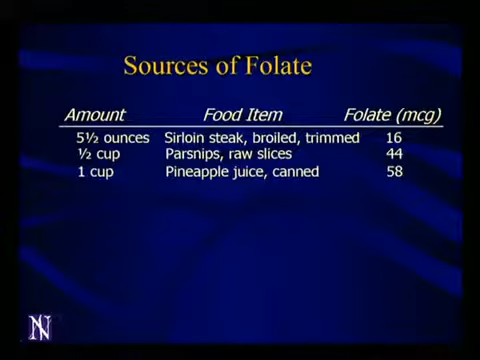 Sources of Folate
Amount Food Item Folate (mcg)
5½ ounces Sirloin steak, broiled, trimmed 16
½ cup Parsnips, raw slices 44
1 cup Pineapple juice, canned 58
N